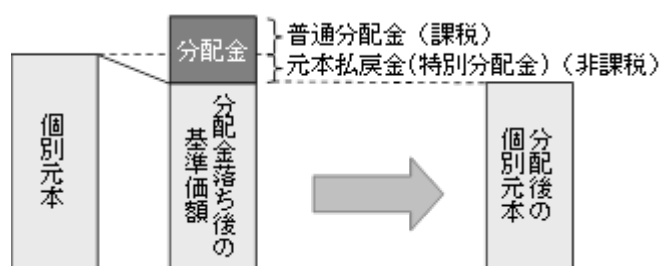 分配金
普通分配金（課税）
元本払戻金(特別分配金)（非課税）
個別元本
分配金落ち後の
基準価額
分配後の
個別元本